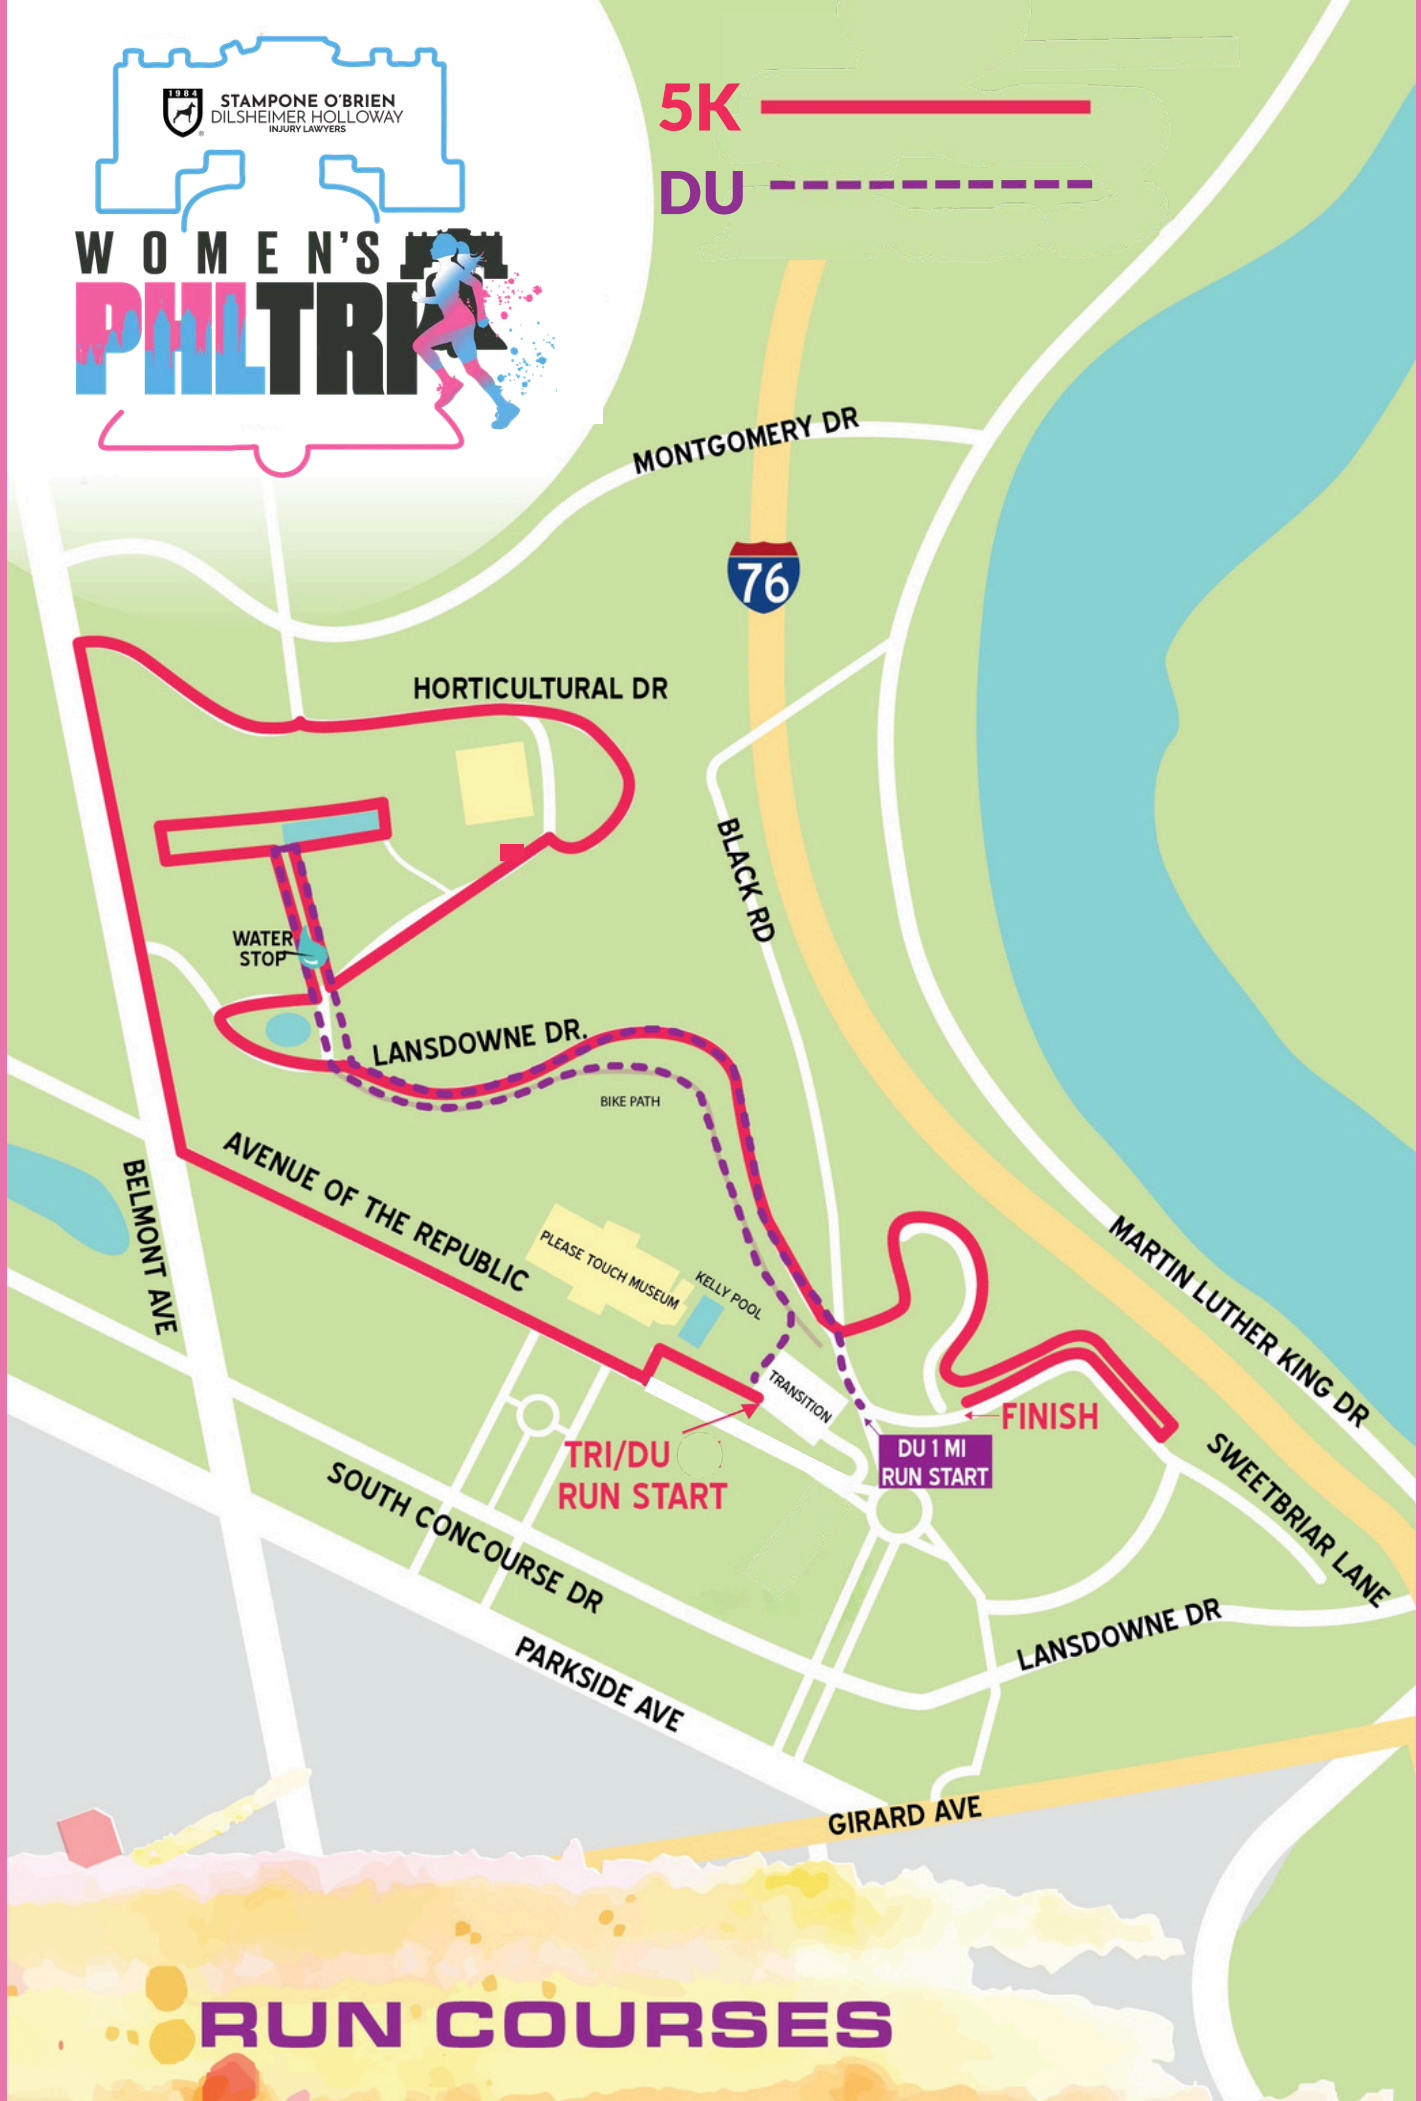 1984
STAMPONE O'BRIEN
DILSHEIMER HOLLOWAY
INJURY LAWYERS
®
WOMEN'S
PHLTRI
5K
DU
MONTGOMERY DR
76
HORTICULTURAL DR
BLACK RD
WATER
STOP
LANSDOWNE DR.
BIKE PATH
AVENUE OF THE REPUBLIC
BELMONT AVE
PLEASE TOUCH MUSEUM
KELLY POOL
MARTIN LUTHER KING DR
TRANSITION
FINISH
TRI/DU
RUN START
DU 1 MI
RUN START
SWEETBRIAR LANE
SOUTH CONCOURSE DR
LANSDOWNE DR
PARKSIDE AVE
GIRARD AVE
RUN COURSES